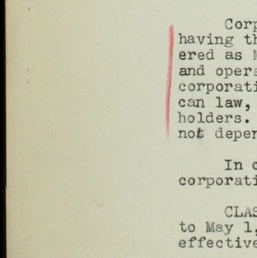 Corp
having th
ered as M
and opera
corporati
can law,
holders.
not depen
In c
corporati
CLAS
to May 1,
effective